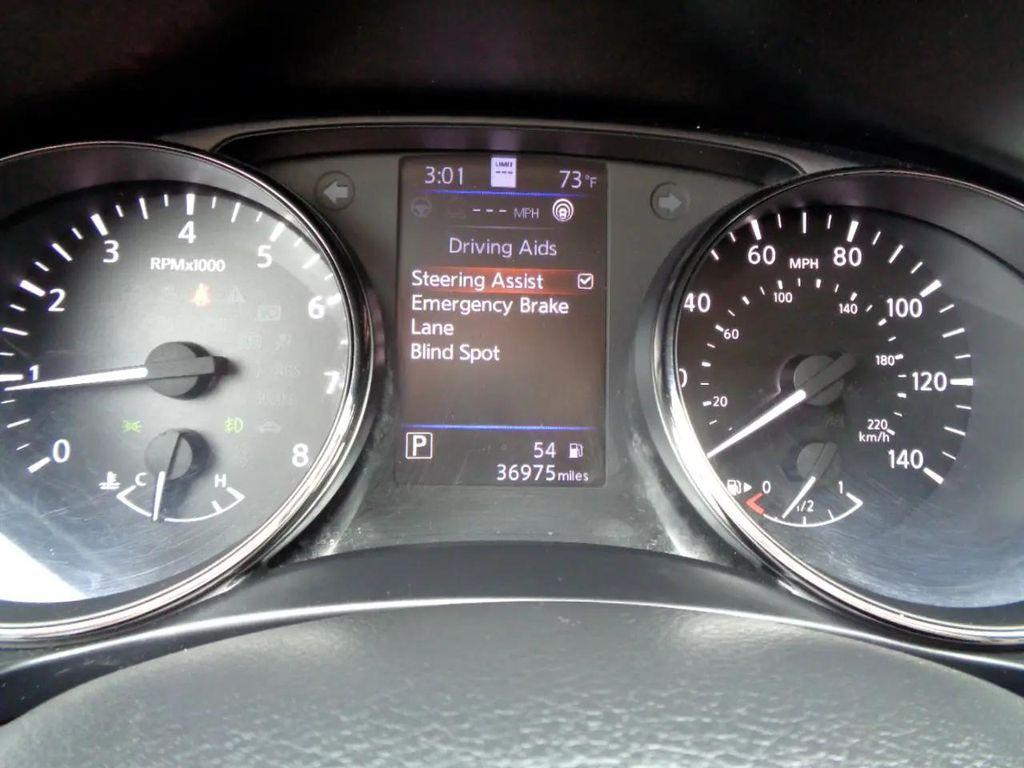 3:01
LIMIT
---
73°F
--- MPH
Driving Aids
Steering Assist
Emergency Brake
Lane
Blind Spot
P
54
36975 miles
0
1
2
3
4
5
6
7
8
RPMx1000
C
H
40
60
80
100
120
140
MPH
20
60
100
140
180
220
km/h
0
1/2
1